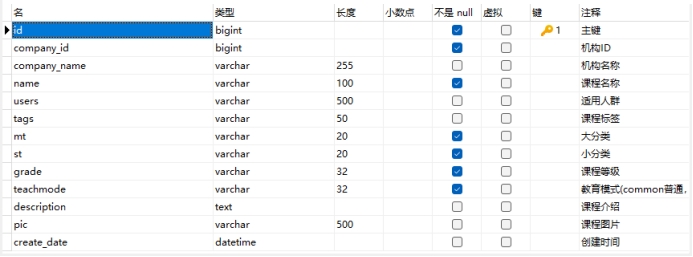 名 类型 长度 小数点 不是 null 虚拟 键 注释
id bigint 1 主键
company_id bigint 机构ID
company_name varchar 255 机构名称
name varchar 100 课程名称
users varchar 500 适用人群
tags varchar 50 课程标签
mt varchar 20 大分类
st varchar 20 小分类
grade varchar 32 课程等级
teachmode varchar 32 教育模式(common普通，
description text 课程介绍
pic varchar 500 课程图片
create_date datetime 创建时间